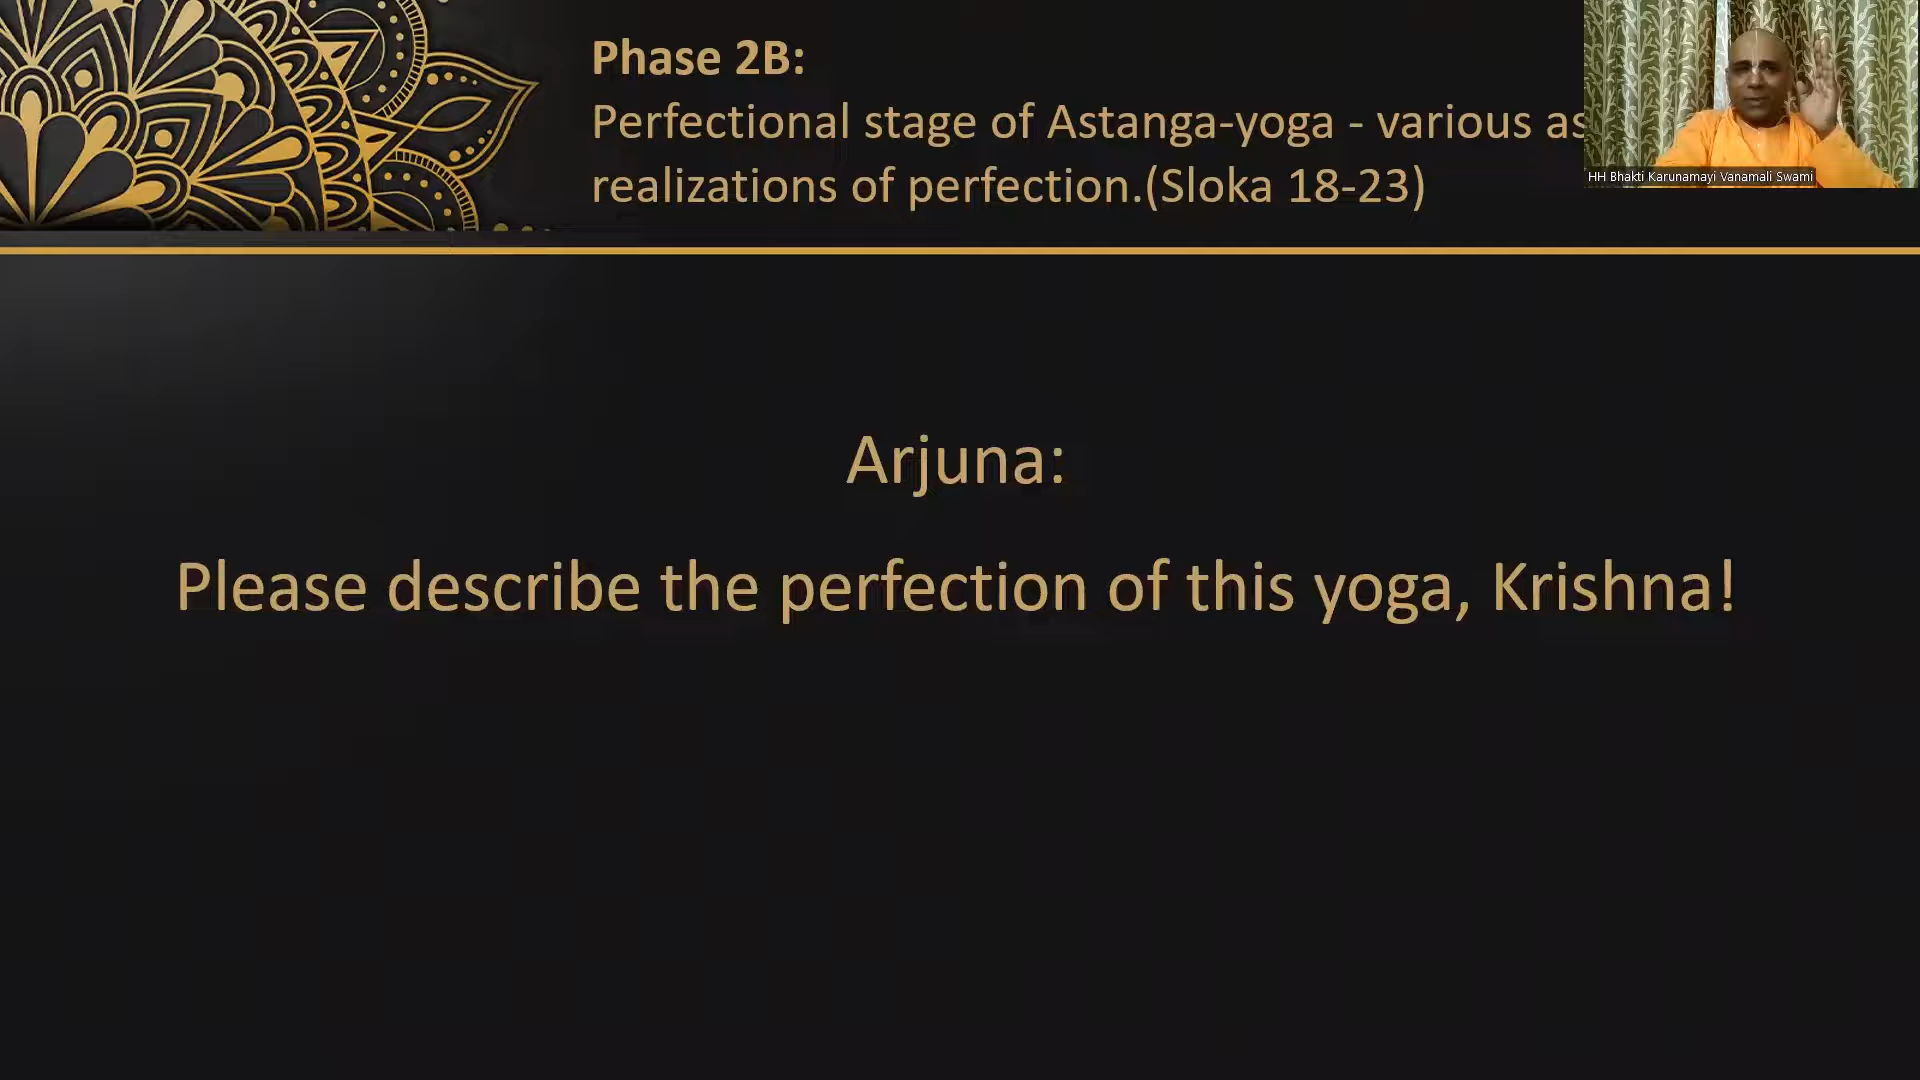 Phase 2B:
Perfectional stage of Astanga-yoga - various as
realizations of perfection.(Sloka 18-23)
HH Bhakti Karunamayi Vanamali Swami
Arjuna:
Please describe the perfection of this yoga, Krishna!